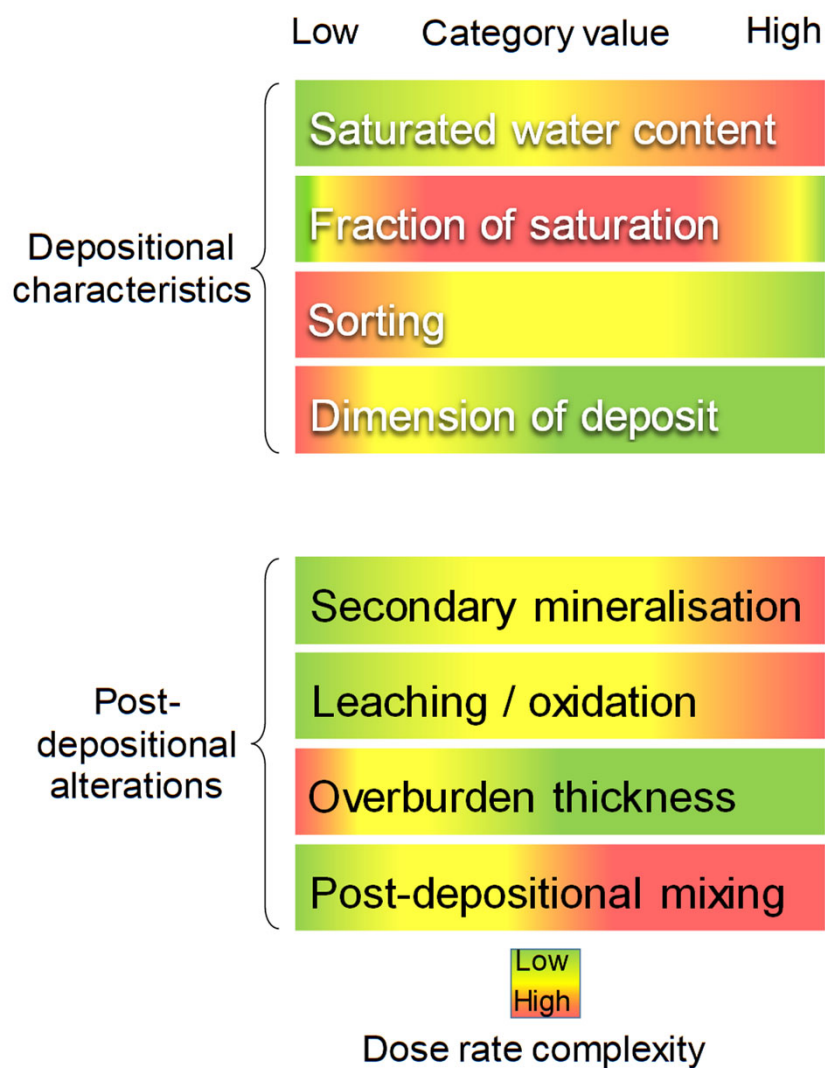 Low Category value High
Saturated water content
Fraction of saturation
Depositional
characteristics
Sorting
Dimension of deposit
Secondary mineralisation
Leaching / oxidation
Post-
depositional
alterations
Overburden thickness
Post-depositional mixing
Low
High
Dose rate complexity